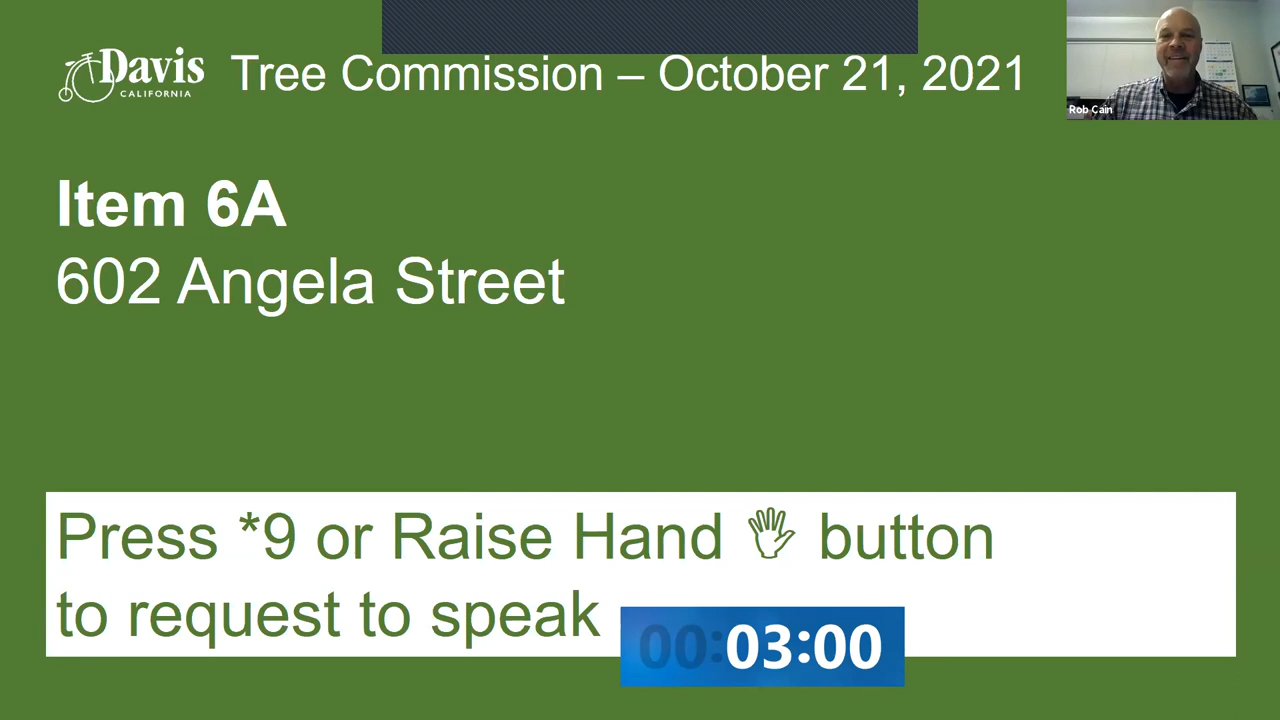 Davis
CALIFORNIA
Tree Commission – October 21, 2021
Rob Cain
Item 6A
602 Angela Street
Press *9 or Raise Hand 🖑 button
to request to speak
00:03:00